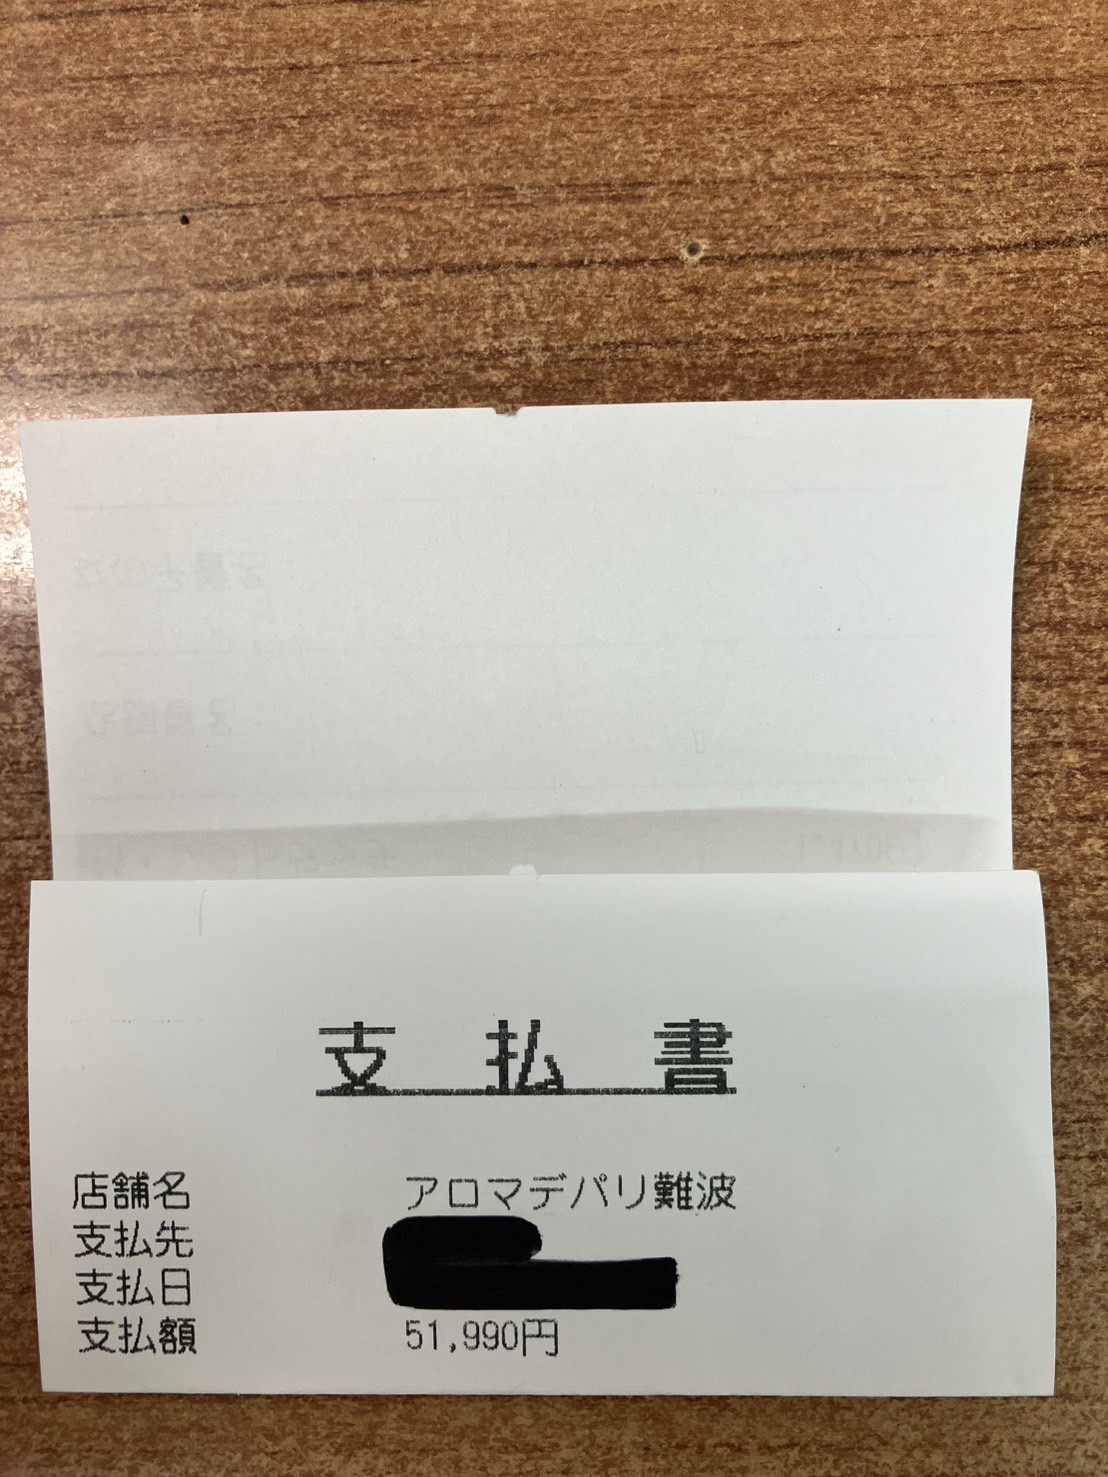 支払書
店舗名 アロマデパリ難波
支払先
支払日
支払額 51,990円